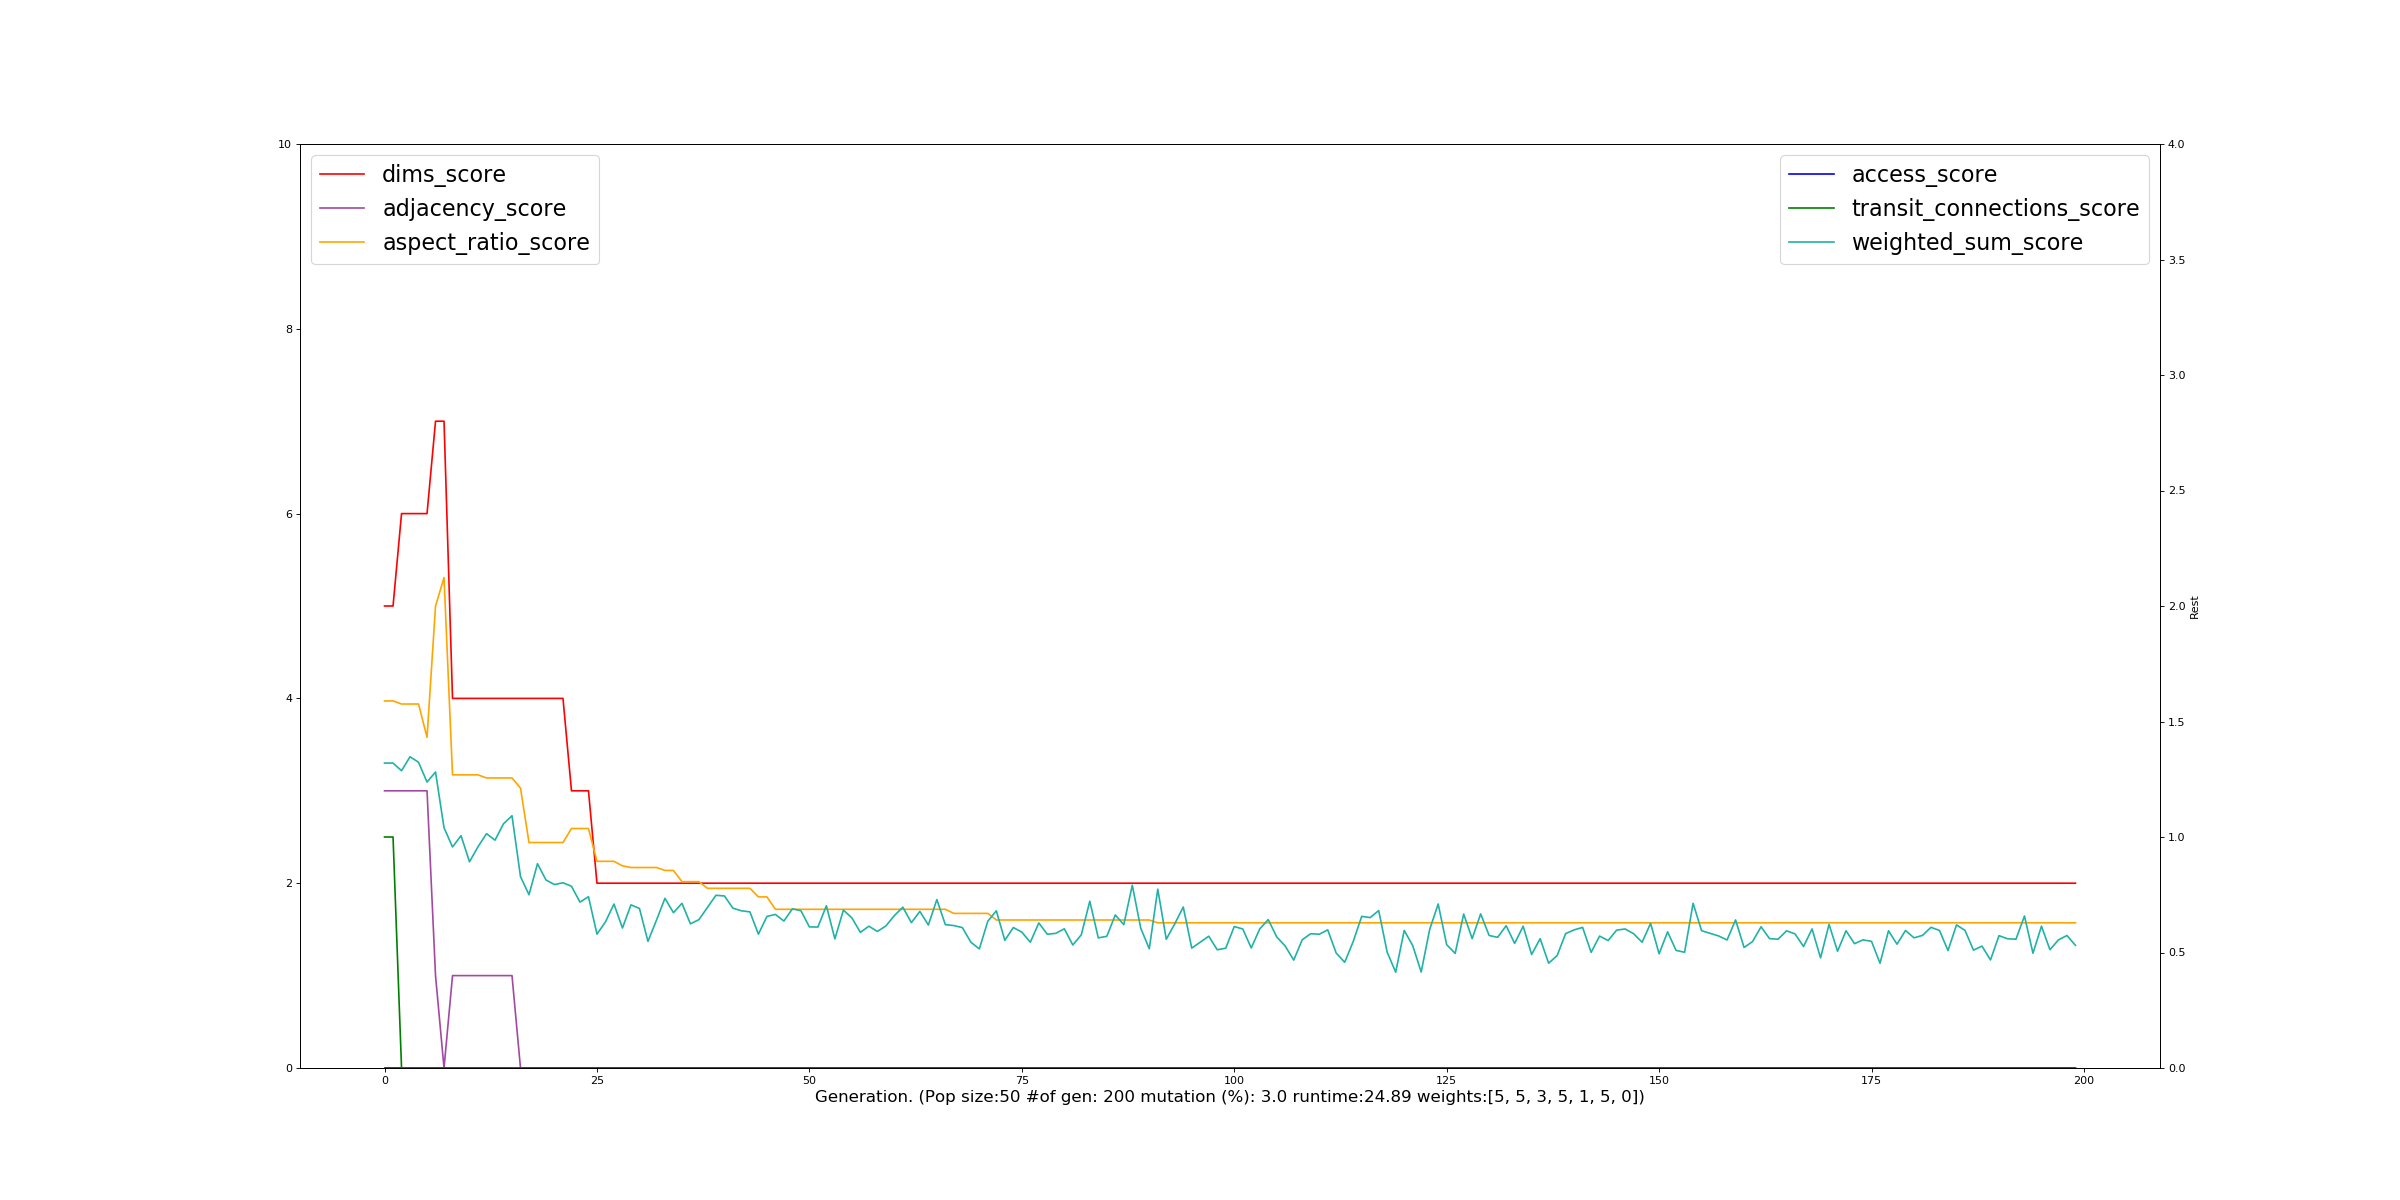 10
8
6
4
2
0
dims_score
adjacency_score
aspect_ratio_score
access_score
transit_connections_score
weighted_sum_score
4.0
3.5
3.0
2.5
2.0
1.5
1.0
0.5
0.0
Rest
0 25 50 75 100 125 150 175 200
Generation. (Pop size:50 #of gen: 200 mutation (%): 3.0 runtime:24.89 weights:[5, 5, 3, 5, 1, 5, 0])